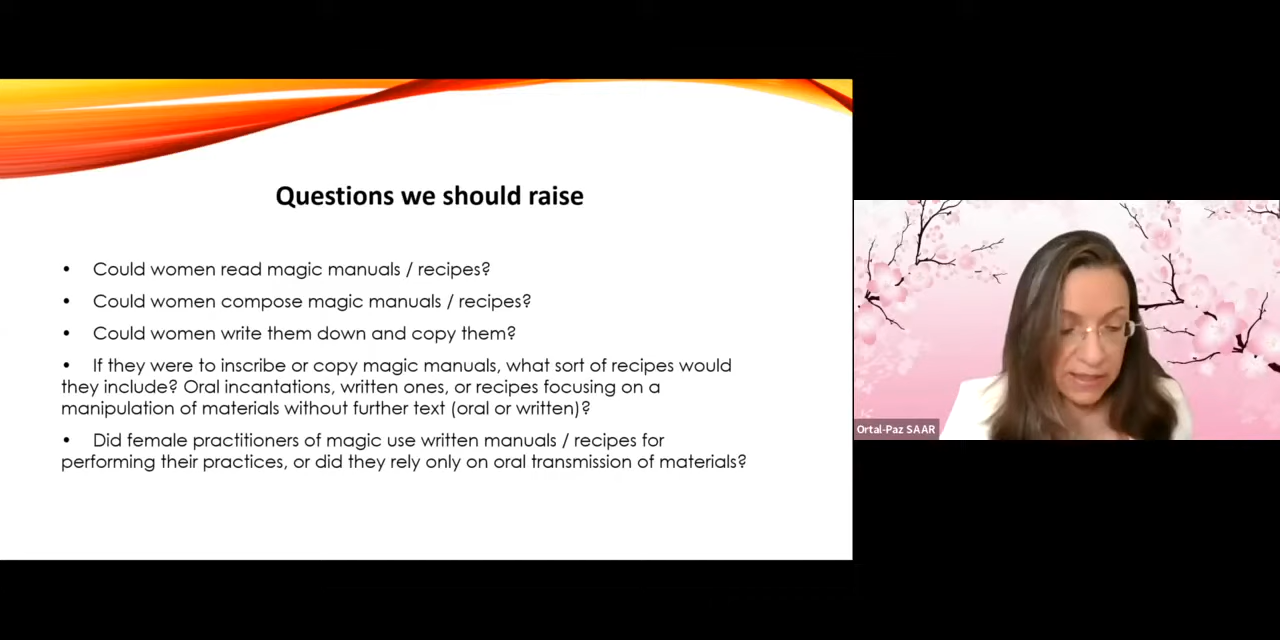 Questions we should raise
• Could women read magic manuals / recipes?
• Could women compose magic manuals / recipes?
• Could women write them down and copy them?
• If they were to inscribe or copy magic manuals, what sort of recipes would
they include? Oral incantations, written ones, or recipes focusing on a
manipulation of materials without further text (oral or written)?
• Did female practitioners of magic use written manuals / recipes for
performing their practices, or did they rely only on oral transmission of materials?
Ortal-Paz SAAR